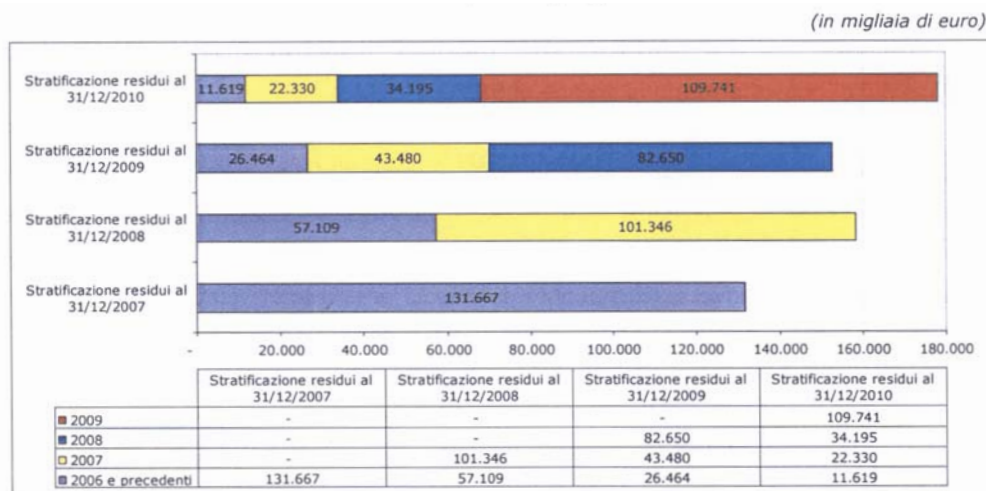 (in migliaia di euro)
Stratificazione residui al
31/12/2010
11.619 22.330 34.195 109.741
Stratificazione residui al
31/12/2009
26.464 43.480 82.650
Stratificazione residui al
31/12/2008
57.109 101.346
Stratificazione residui al
31/12/2007
131.667
- 20.000 40.000 60.000 80.000 100.000 120.000 140.000 160.000 180.000
Stratificazione residui al Stratificazione residui al Stratificazione residui al Stratificazione residui al
31/12/2007 31/12/2008 31/12/2009 31/12/2010
2009 - - - 109.741
2008 - - 82.650 34.195
2007 - 101.346 43.480 22.330
2006 e precedenti 131.667 57.109 26.464 11.619